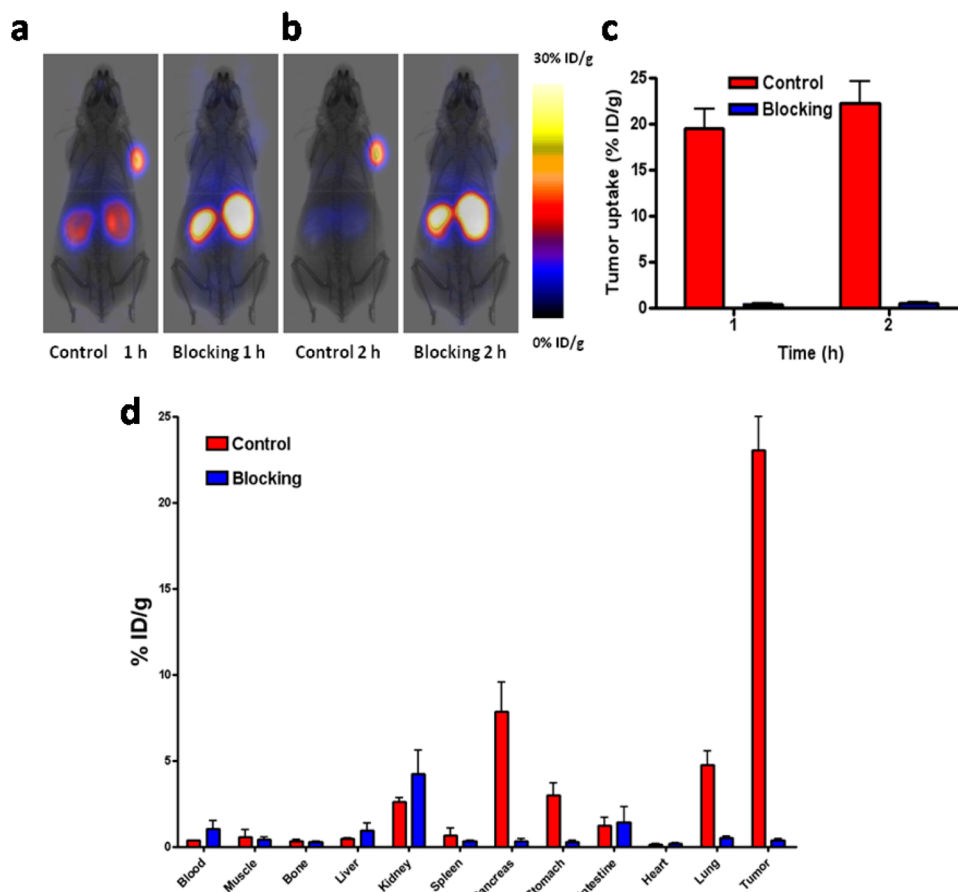 a
b
c
30% ID/g
0% ID/g
Control 1 h
Blocking 1 h
Control 2 h
Blocking 2 h
Control
Blocking
Tumor uptake (% ID/g)
25
20
15
10
5
0
1
2
Time (h)
d
Control
Blocking
% ID/g
25
20
15
10
5
0
Blood
Muscle
Bone
Liver
Kidney
Spleen
ancreas
Stomach
ntestine
Heart
Lung
Tumor